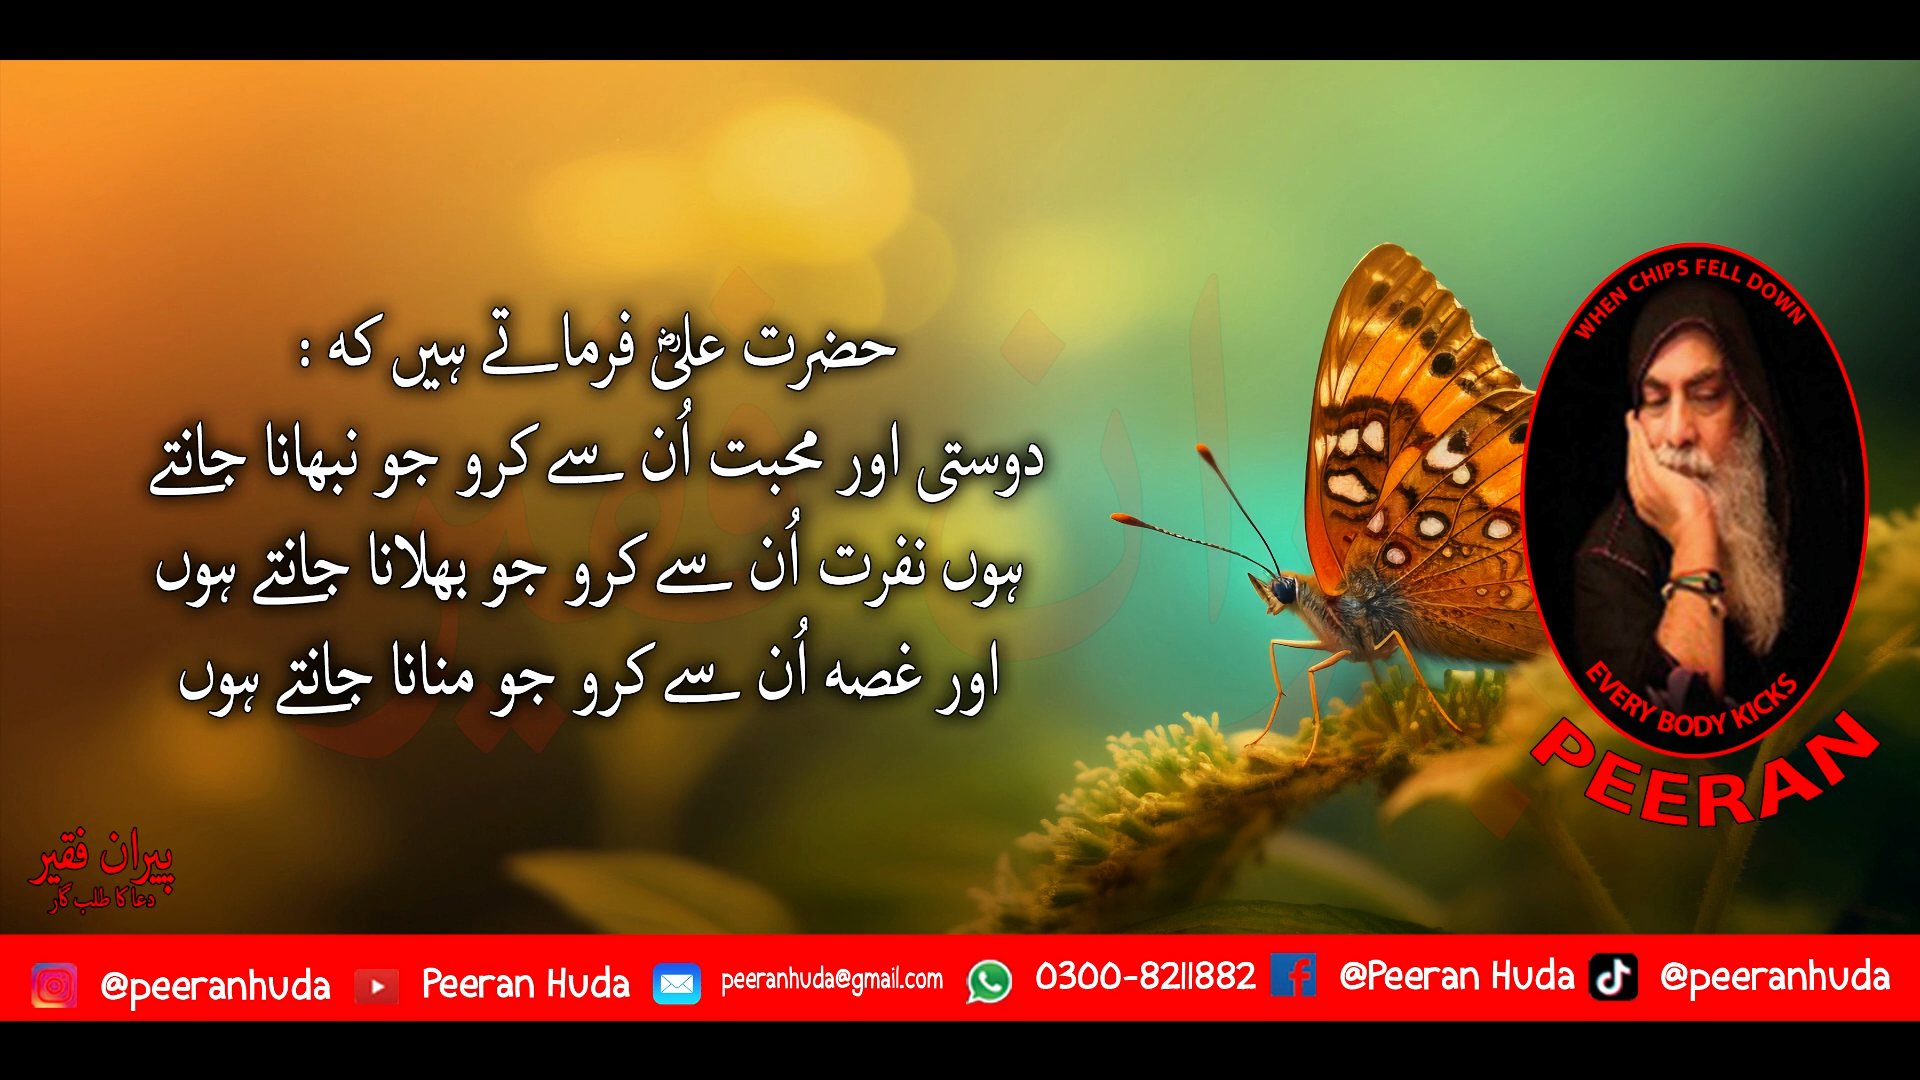 حضرت علیؓ فرماتے ہیں کہ :
دوستی اور محبت اُن سے کرو جو نبھانا جانتے
ہوں نفرت اُن سے کرو جو بھلانا جانتے ہوں
اور غصہ اُن سے کرو جو منانا جانتے ہوں
WHEN CHIPS FELL DOWN
EVERY BODY KICKS
PEERAN
پیران فقیر
دعا کا طلب گار
@peeranhuda Peeran Huda peeranhuda@gmail.com 0300-8211882 @Peeran Huda @peeranhuda